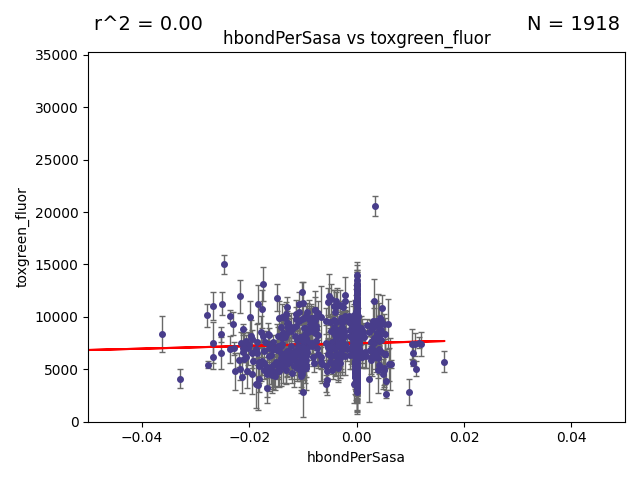 r^2 = 0.00
N = 1918
hbondPerSasa vs toxgreen_fluor
35000
30000
25000
20000
15000
10000
5000
0
toxgreen_fluor
−0.04
−0.02
0.00
0.02
0.04
hbondPerSasa